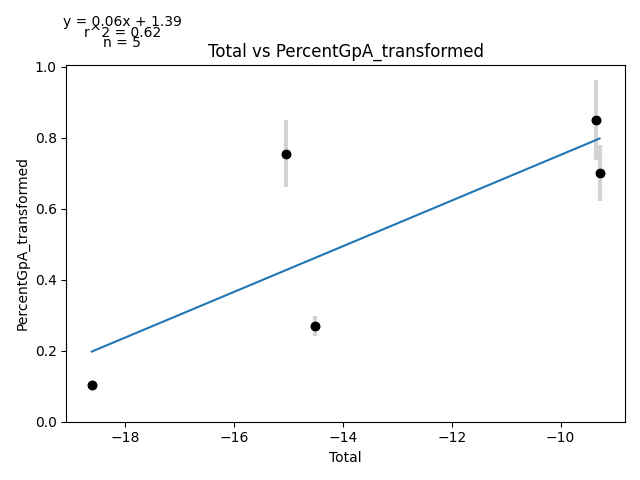 y = 0.06x + 1.39
r^2 = 0.62
n = 5
Total vs PercentGpA_transformed
1.0
0.8
0.6
0.4
0.2
0.0
PercentGpA_transformed
−18 −16 −14 −12 −10
Total